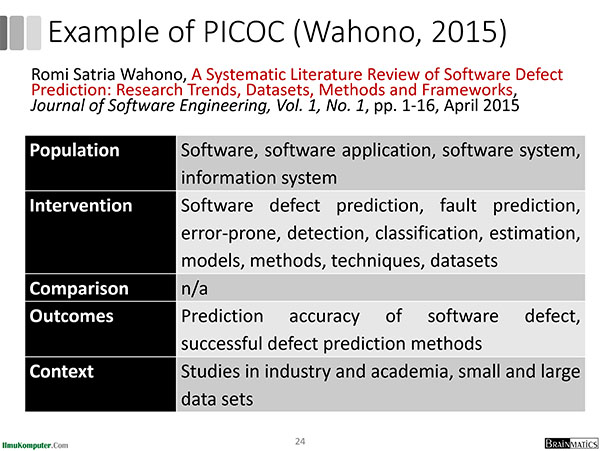 Example of PICOC (Wahono, 2015)
Romi Satria Wahono, A Systematic Literature Review of Software Defect
Prediction: Research Trends, Datasets, Methods and Frameworks,
Journal of Software Engineering, Vol. 1, No. 1, pp. 1-16, April 2015
Population
Software, software application, software system,
information system
Intervention
Software defect prediction, fault prediction,
error-prone, detection, classification, estimation,
models, methods, techniques, datasets
Comparison
n/a
Outcomes
Prediction accuracy of software defect,
successful defect prediction methods
Context
Studies in industry and academia, small and large
data sets
IlmuKomputer.Com
24
BRAINMATICS